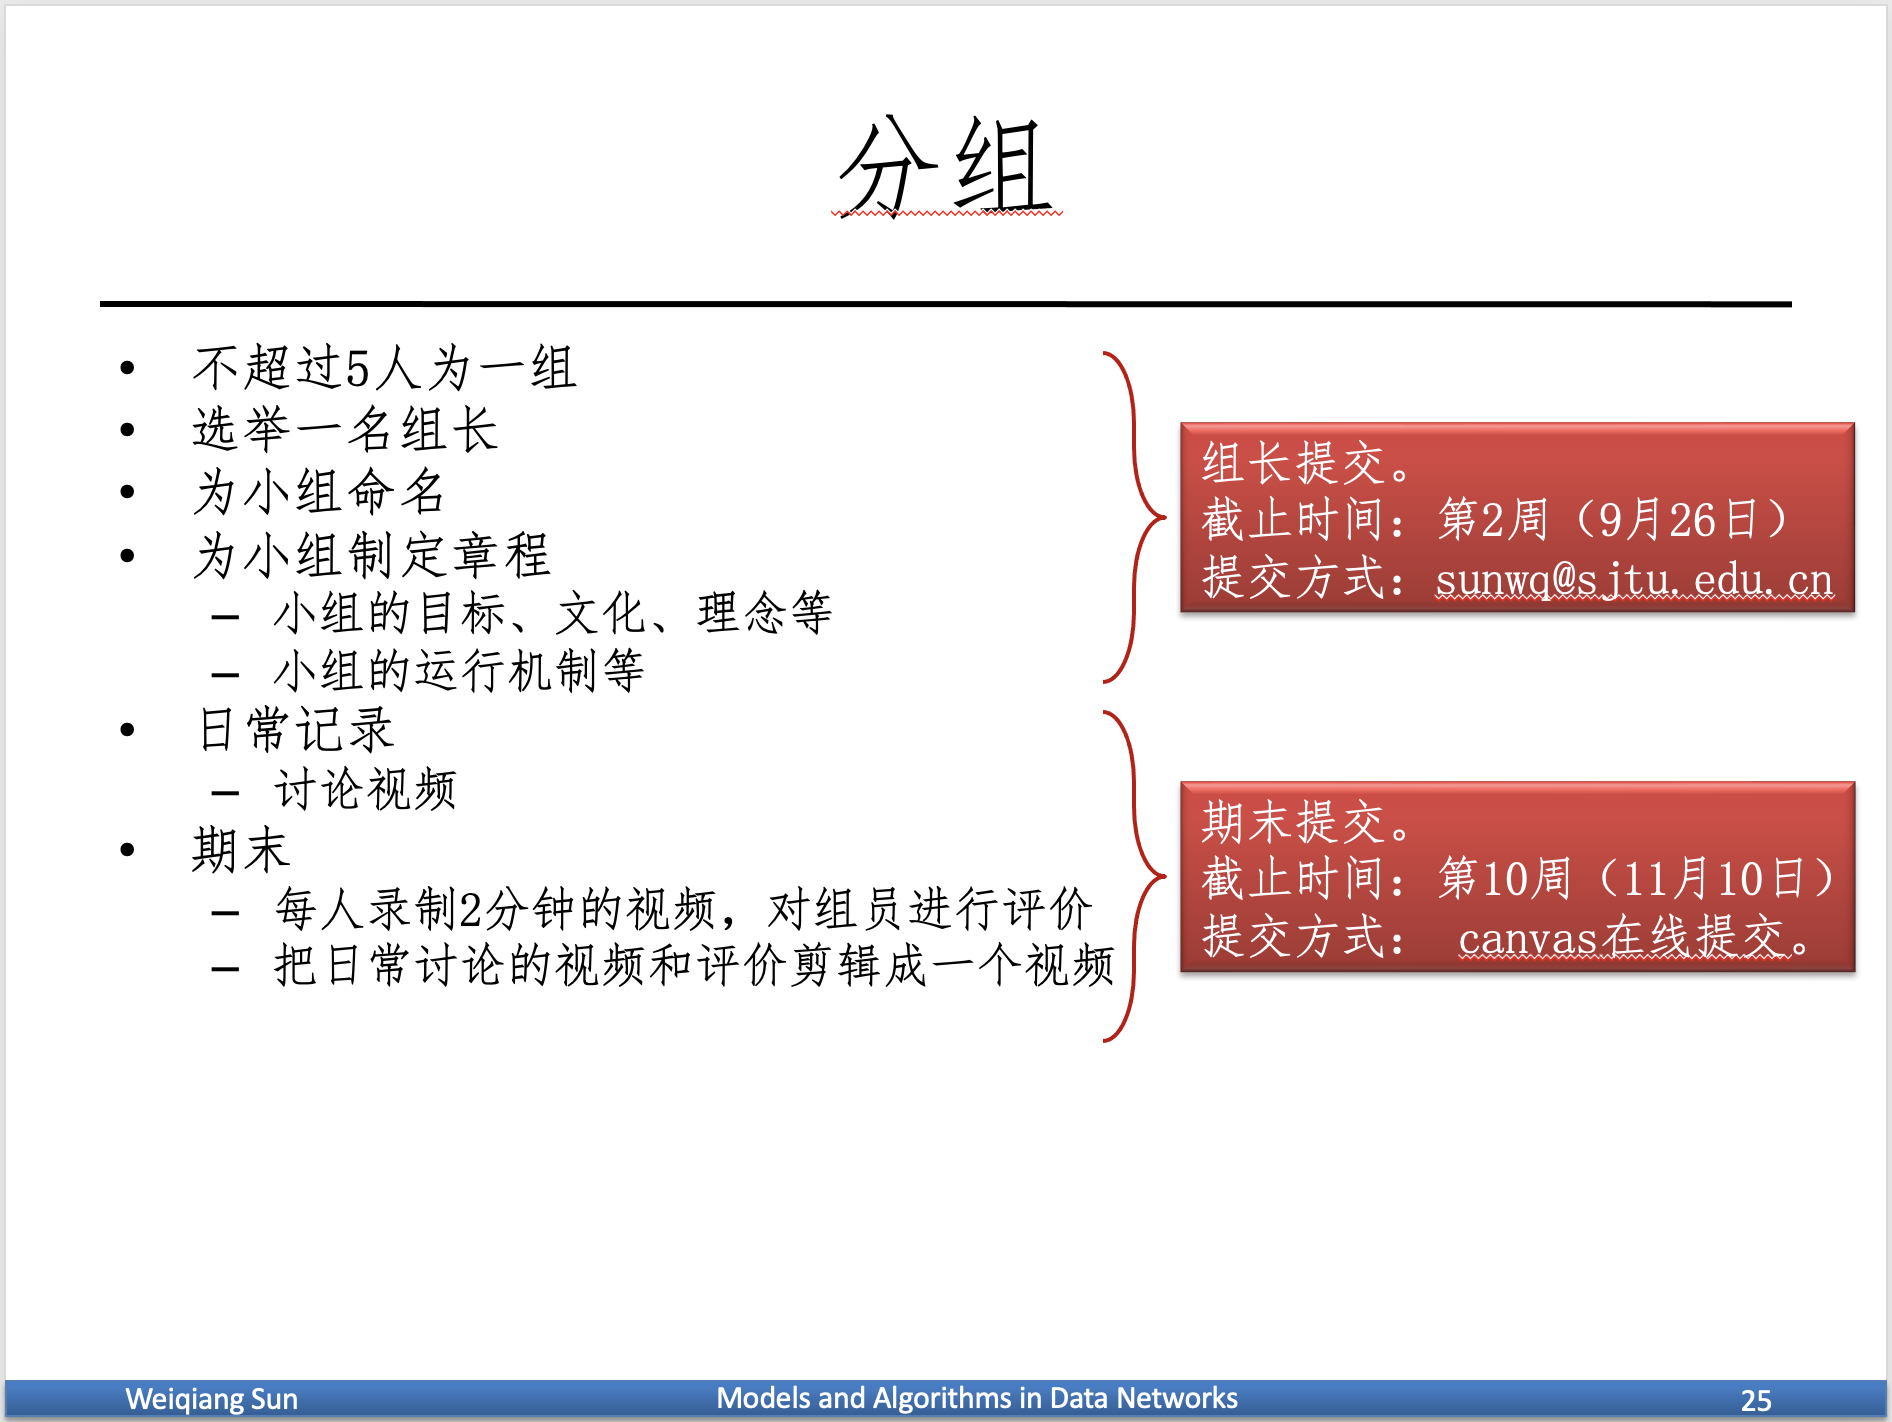 分组
• 不超过5人为一组
• 选举一名组长
• 为小组命名
• 为小组制定章程
– 小组的目标、文化、理念等
– 小组的运行机制等
• 日常记录
– 讨论视频
• 期末
– 每人录制2分钟的视频，对组员进行评价
– 把日常讨论的视频和评价剪辑成一个视频
组长提交。
截止时间：第2周（9月26日）
提交方式：sunwq@sjtu.edu.cn
期末提交。
截止时间：第10周（11月10日）
提交方式： canvas在线提交。
Weiqiang Sun
Models and Algorithms in Data Networks
25